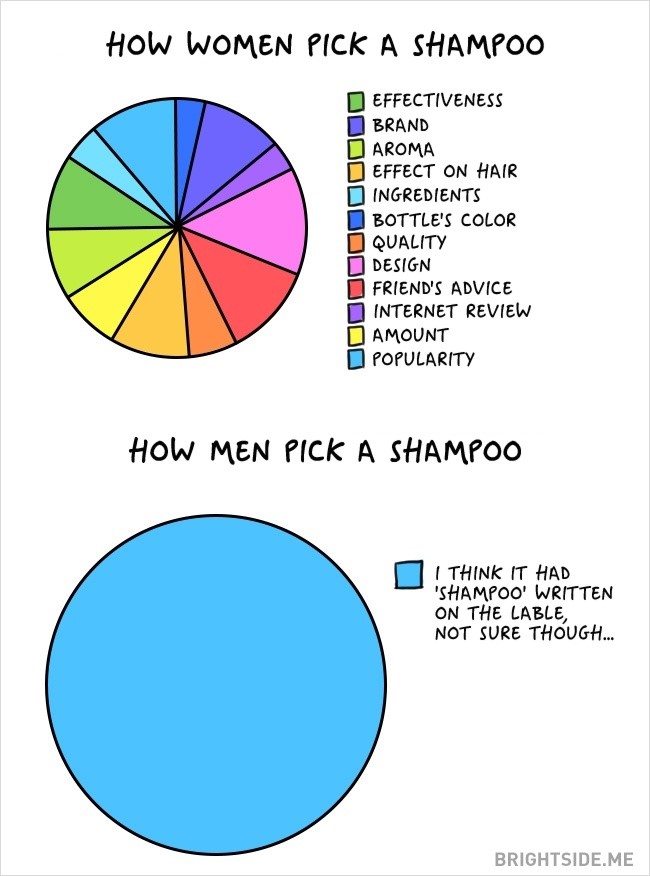 HOW WOMEN PICK A SHAMPOO
EFFECTIVENESS
BRAND
AROMA
EFFECT ON HAIR
INGREDIENTS
BOTTLE'S COLOR
QUALITY
DESIGN
FRIEND'S ADVICE
INTERNET REVIEW
AMOUNT
POPULARITY
HOW MEN PICK A SHAMPOO
I THINK IT HAD
'SHAMPOO' WRITTEN
ON THE LABLE,
NOT SURE THOUGH...
BRIGHTSIDE.ME